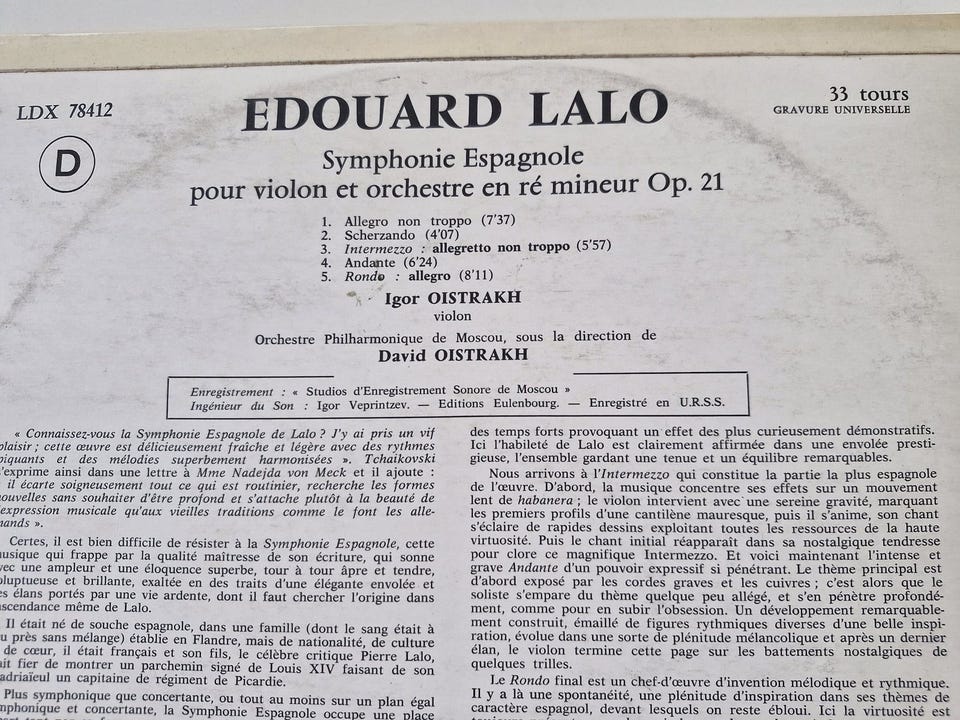 LDX 78412
D
EDOUARD LALO
33 tours
GRAVURE UNIVERSELLE
Symphonie Espagnole
pour violon et orchestre en ré mineur Op. 21
1. Allegro non troppo (7'37)
2. Scherzando (4'07)
3. Intermezzo : allegretto non troppo (5'57)
4. Andante (6'24)
5. Rondo : allegro (8'11)
Igor OISTRAKH
violon
Orchestre Philharmonique de Moscou, sous la direction de
David OISTRAKH
Enregistrement : « Studios d'Enregistrement Sonore de Moscou »
Ingénieur du Son : Igor Veprintzev. — Editions Eulenbourg. — Enregistré en U.R.S.S.
« Connaissez-vous la Symphonie Espagnole de Lalo ? J'y ai pris un vif
plaisir ; cette œuvre est délicieusement fraîche et légère avec des rythmes
piquants et des mélodies superbement harmonisées ». Tchaïkovski
s'exprime ainsi dans une lettre à Mme Nadejda von Meck et il ajoute :
il écarte soigneusement tout ce qui est routinier, recherche les formes
nouvelles sans souhaiter d'être profond et s'attache plutôt à la beauté de
l'expression musicale qu'aux vieilles traditions comme le font les alle-
mands ».
Certes, il est bien difficile de résister à la Symphonie Espagnole, cette
musique qui frappe par la qualité maîtresse de son écriture, qui sonne
avec une ampleur et une éloquence superbe, tour à tour âpre et tendre,
voluptueuse et brillante, exaltée en des traits d'une élégante envolée et
des élans portés par une vie ardente, dont il faut chercher l'origine dans
ascendance même de Lalo.
Il était né de souche espagnole, dans une famille (dont le sang était à
peu près sans mélange) établie en Flandre, mais de nationalité, de culture
de cœur, il était français et son fils, le célèbre critique Pierre Lalo,
était fier de montrer un parchemin signé de Louis XIV faisant de son
quadriaïeul un capitaine de régiment de Picardie.
Plus symphonique que concertante, ou tout au moins sur un plan égal
symphonique et concertante, la Symphonie Espagnole occupe une place
des temps forts provoquant un effet des plus curieusement démonstratifs.
Ici l'habileté de Lalo est clairement affirmée dans une envolée presti-
gieuse, l'ensemble gardant une tenue et un équilibre remarquables.
Nous arrivons à l'Intermezzo qui constitue la partie la plus espagnole
de l'œuvre. D'abord, la musique concentre ses effets sur un mouvement
lent de habanera ; le violon intervient avec une sereine gravité, marquant
les premiers profils d'une cantilène mauresque, puis il s'anime, son chant
s'éclaire de rapides dessins exploitant toutes les ressources de la haute
virtuosité. Puis le chant initial réapparaît dans sa nostalgique tendresse
pour clore ce magnifique Intermezzo. Et voici maintenant l'intense et
grave Andante d'un pouvoir expressif si pénétrant. Le thème principal est
d'abord exposé par les cordes graves et les cuivres ; c'est alors que le
soliste s'empare du thème quelque peu allégé, et s'en pénètre profondé-
ment, comme pour en subir l'obsession. Un développement remarquable-
ment construit, émaillé de figures rythmiques diverses d'une belle inspi-
ration, évolue dans une sorte de plénitude mélancolique et après un dernier
élan, le violon termine cette page sur les battements nostalgiques de
quelques trilles.
Le Rondo final est un chef-d'œuvre d'invention mélodique et rythmique.
Il y a là une spontanéité, une plénitude d'inspiration dans ses thèmes de
caractère espagnol, devant lesquels on reste ébloui. Ici la virtuosité est